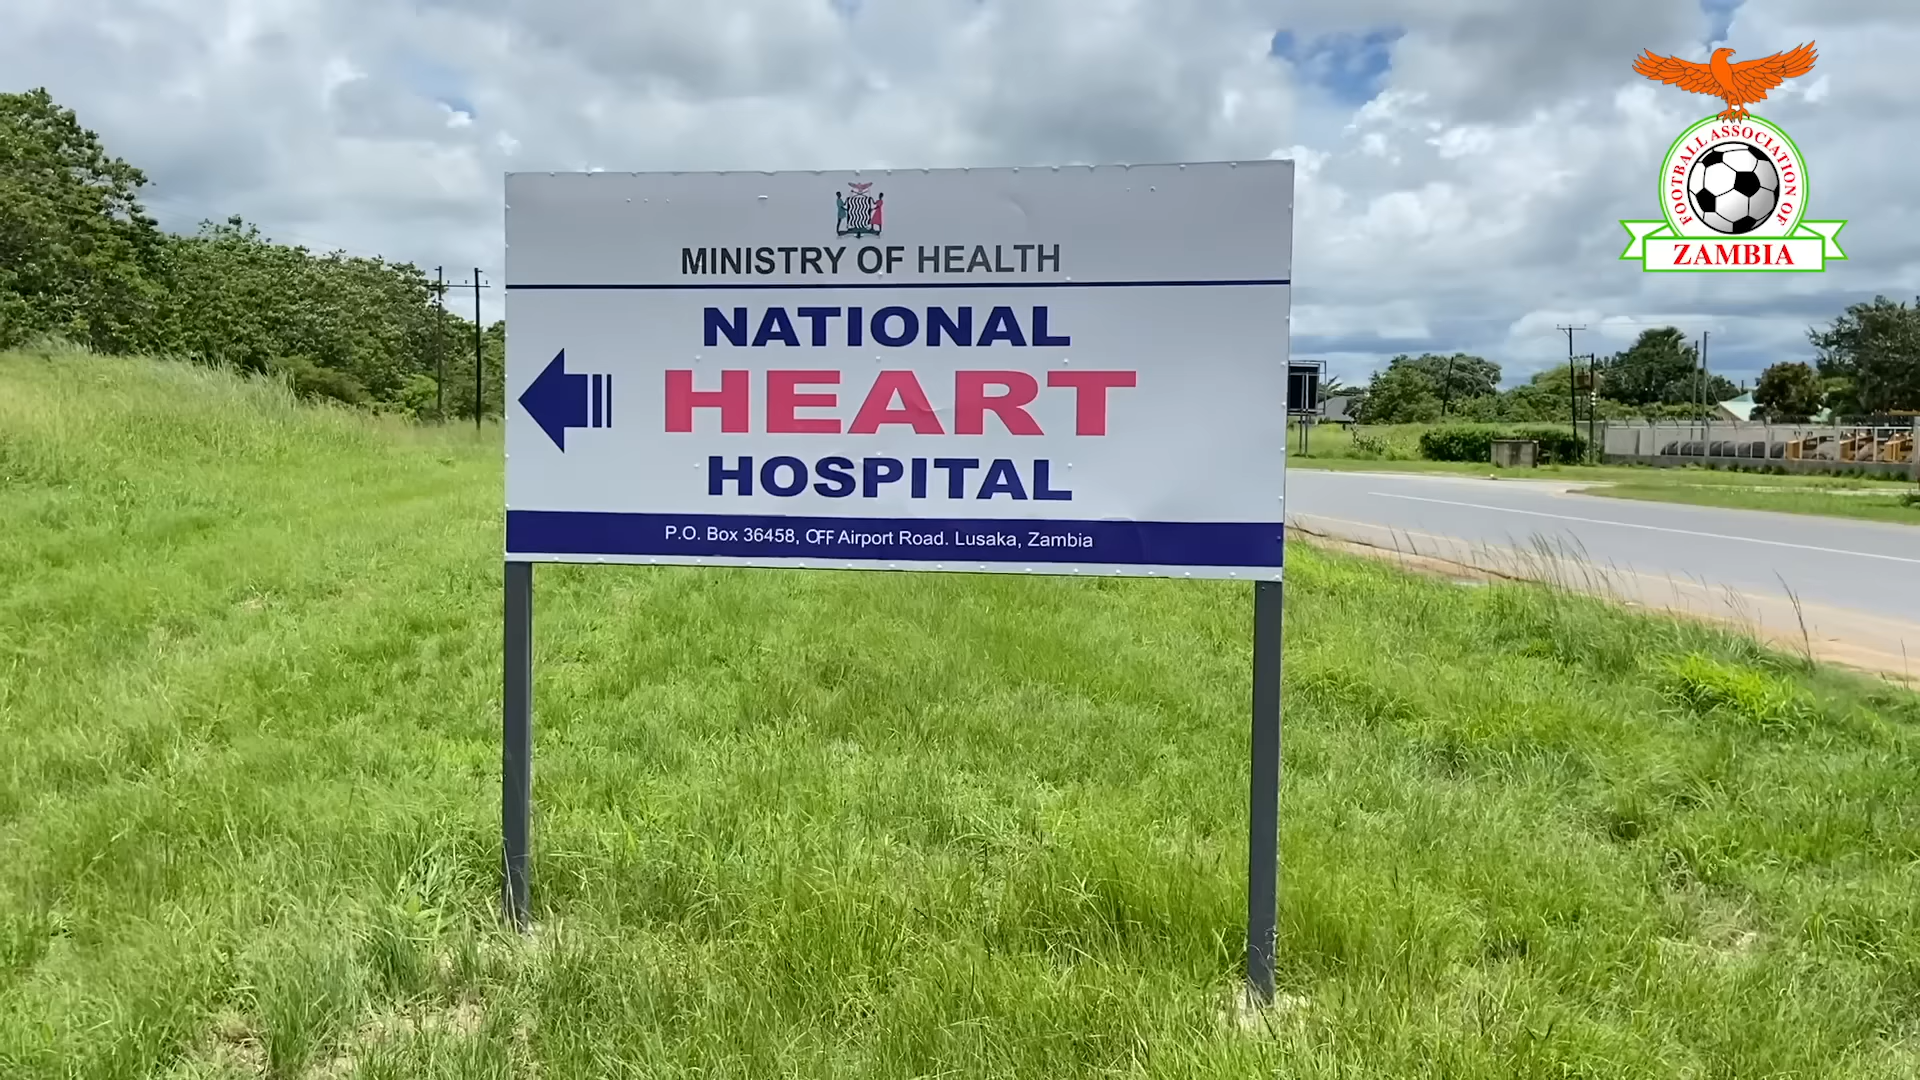 MINISTRY OF HEALTH
NATIONAL
HEART
HOSPITAL
P.O. Box 36458, OFF Airport Road. Lusaka, Zambia
FOOTBALL ASSOCIATION OF
ZAMBIA